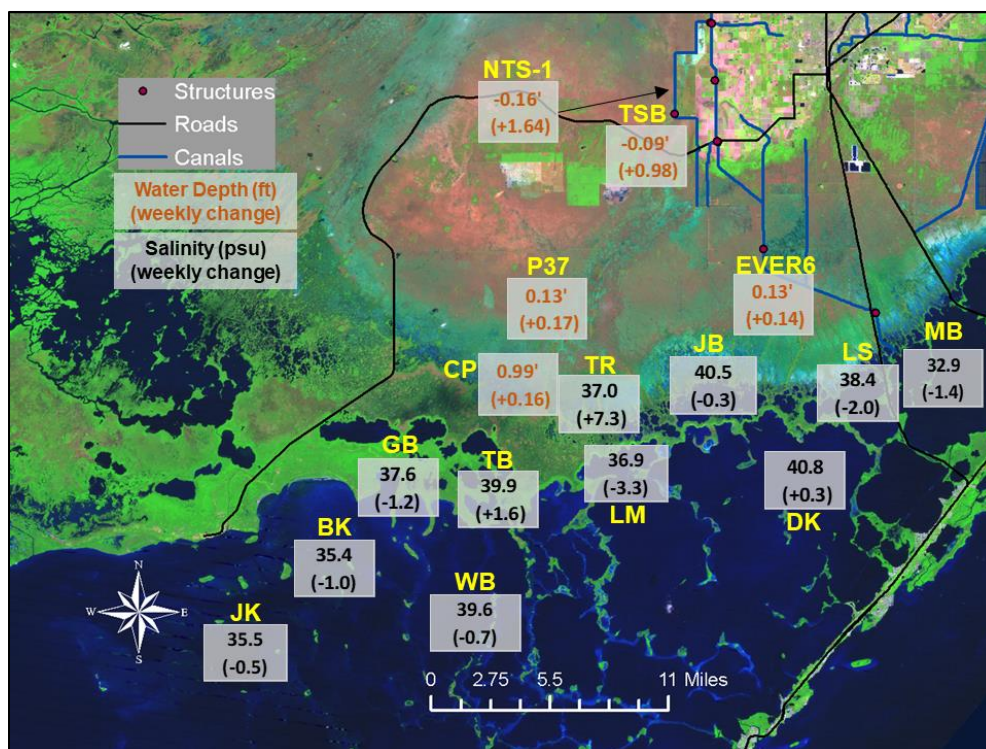 Structures
Roads
Canals
Water Depth (ft)
(weekly change)
Salinity (psu)
(weekly change)
NTS-1
-0.16'
(+1.64)
TSB
-0.09'
(+0.98)
P37
0.13'
(+0.17)
EVER6
0.13'
(+0.14)
CP
0.99'
(+0.16)
TR
37.0
(+7.3)
JB
40.5
(-0.3)
LS
38.4
(-2.0)
MB
32.9
(-1.4)
GB
37.6
(-1.2)
TB
39.9
(+1.6)
36.9
(-3.3)
LM
40.8
(+0.3)
DK
BK
35.4
(-1.0)
WB
39.6
(-0.7)
JK
35.5
(-0.5)
N
W E
S
0 2.75 5.5 11 Miles